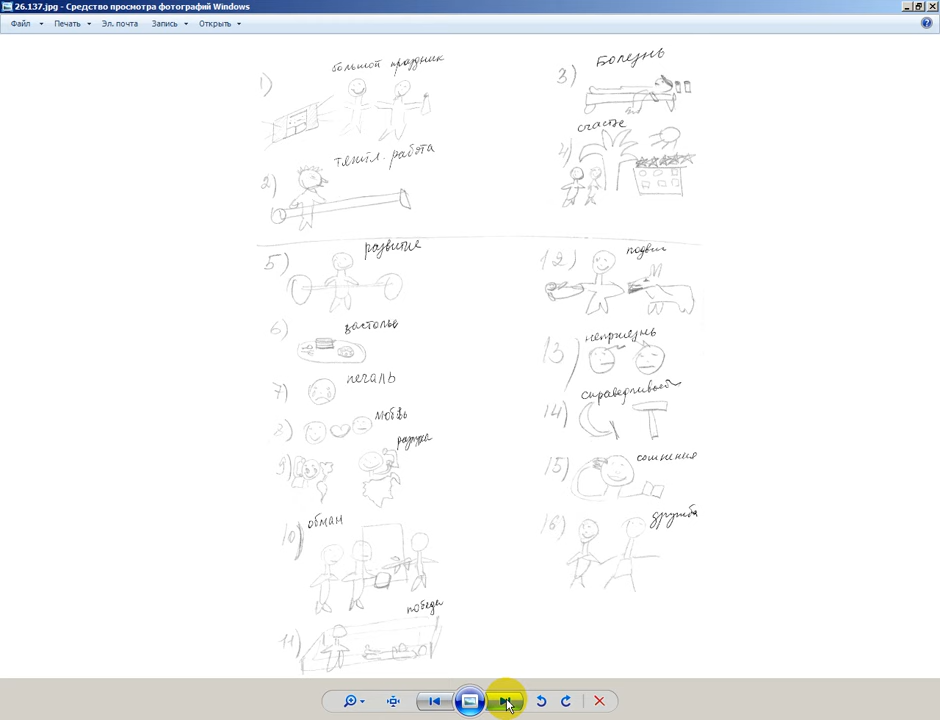 26.137.jpg - Средство просмотра фотографий Windows
Файл Печать Эл. почта Запись Открыть
1) большой праздник
2) тяжел. работа
3) Болезнь
4) счастье
5) развитие
6) застолье
7) печаль
8) любовь
9) разлука
10) обман
11) победа
12) подвиг
13) неприязнь
14) справедливость
15) сомнения
16) дружба